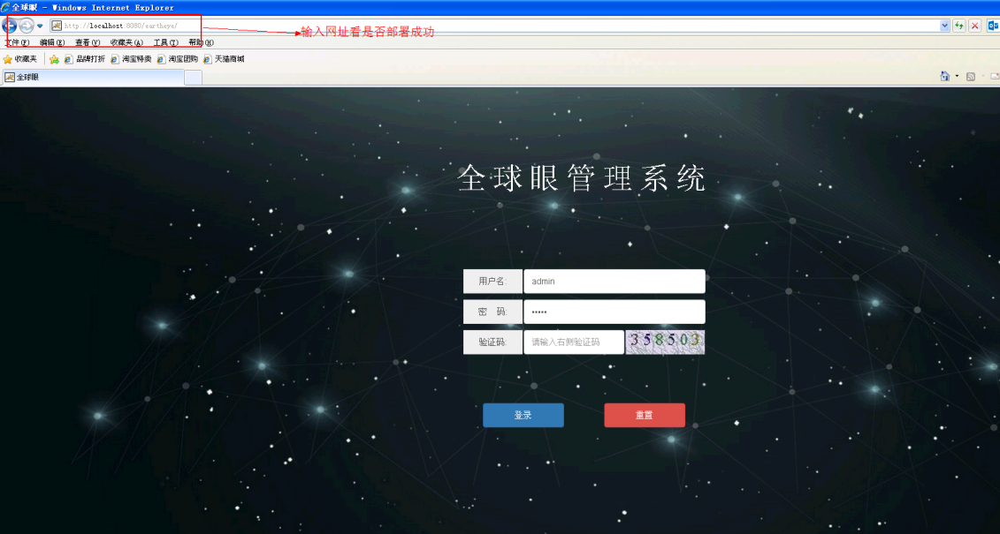 全球眼 - Windows Internet Explorer
http://localhost:8080/eartheye/
输入网址看是否部署成功
文件(F) 编辑(E) 查看(V) 收藏夹(A) 工具(T) 帮助(H)
收藏夹 品牌打折 淘宝特卖 淘宝团购 天猫商城
全球眼
全球眼管理系统
用户名: admin
密 码: •••••
验证码: 请输入右侧验证码 358503
登录 重置